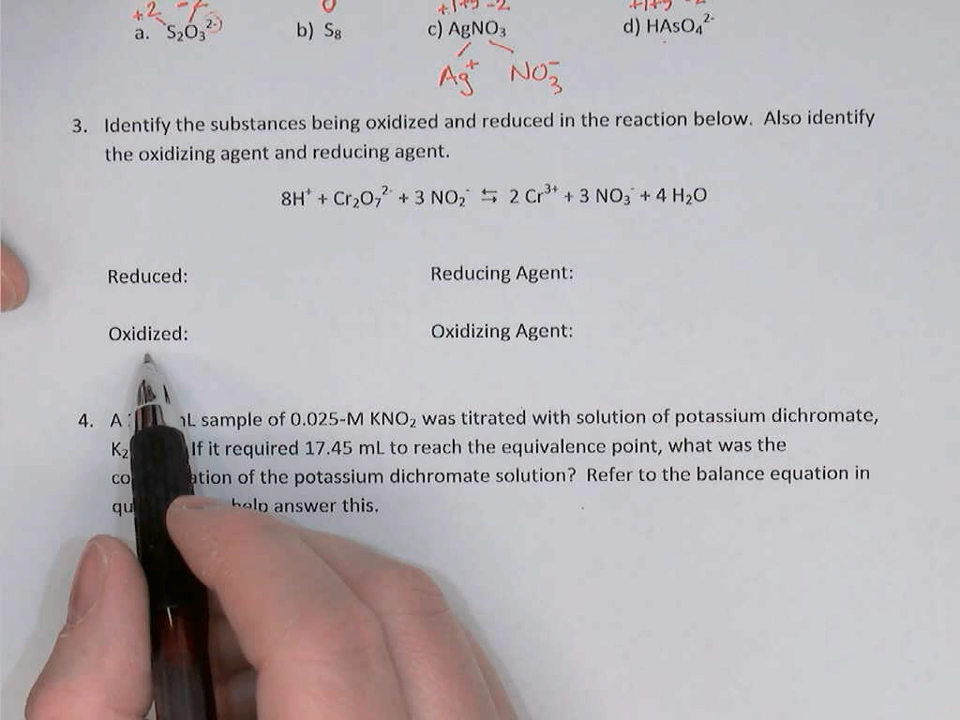 +2 -2
a. S₂O₃²⁻ b) S₈ c) AgNO₃ d) HAsO₄²⁻
Ag⁺ NO₃⁻
3. Identify the substances being oxidized and reduced in the reaction below. Also identify
the oxidizing agent and reducing agent.
8H⁺ + Cr₂O₇²⁻ + 3 NO₂⁻ ⇆ 2 Cr³⁺ + 3 NO₃⁻ + 4 H₂O
Reduced: Reducing Agent:
Oxidized: Oxidizing Agent:
4. A mL sample of 0.025-M KNO₂ was titrated with solution of potassium dichromate,
K₂ If it required 17.45 mL to reach the equivalence point, what was the
of the potassium dichromate solution? Refer to the balance equation in
help answer this.